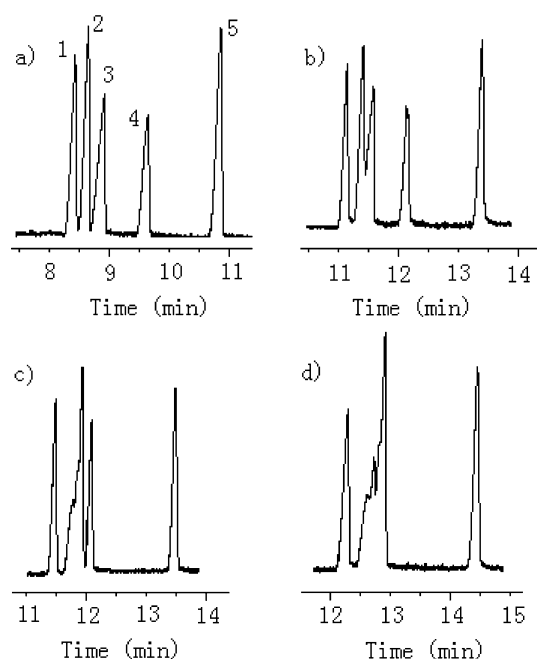 a) 1 2 3 4 5
8 9 10 11
Time (min)
b)
11 12 13 14
Time (min)
c)
11 12 13 14
Time (min)
d)
12 13 14 15
Time (min)